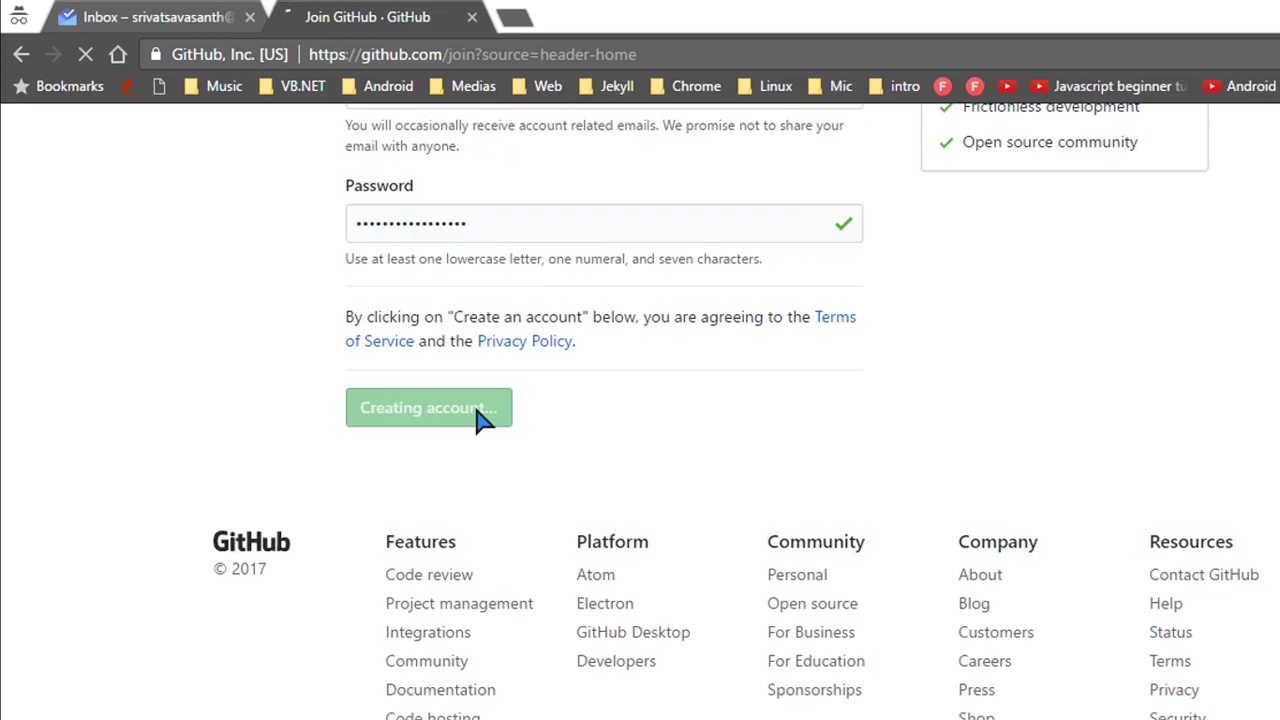 Inbox – srivatsavasanth@
Join GitHub · GitHub
GitHub, Inc. [US] https://github.com/join?source=header-home
Bookmarks Music VB.NET Android Medias Web Jekyll Chrome Linux Mic intro F F Javascript beginner tu Android
Frictionless development
Open source community
You will occasionally receive account related emails. We promise not to share your
email with anyone.
Password
•••••••••••••••••
Use at least one lowercase letter, one numeral, and seven characters.
By clicking on "Create an account" below, you are agreeing to the Terms
of Service and the Privacy Policy.
Creating account...
GitHub
© 2017
Features
Code review
Project management
Integrations
Community
Documentation
Code hosting
Platform
Atom
Electron
GitHub Desktop
Developers
Community
Personal
Open source
For Business
For Education
Sponsorships
Company
About
Blog
Customers
Careers
Press
Shop
Resources
Contact GitHub
Help
Status
Terms
Privacy
Security